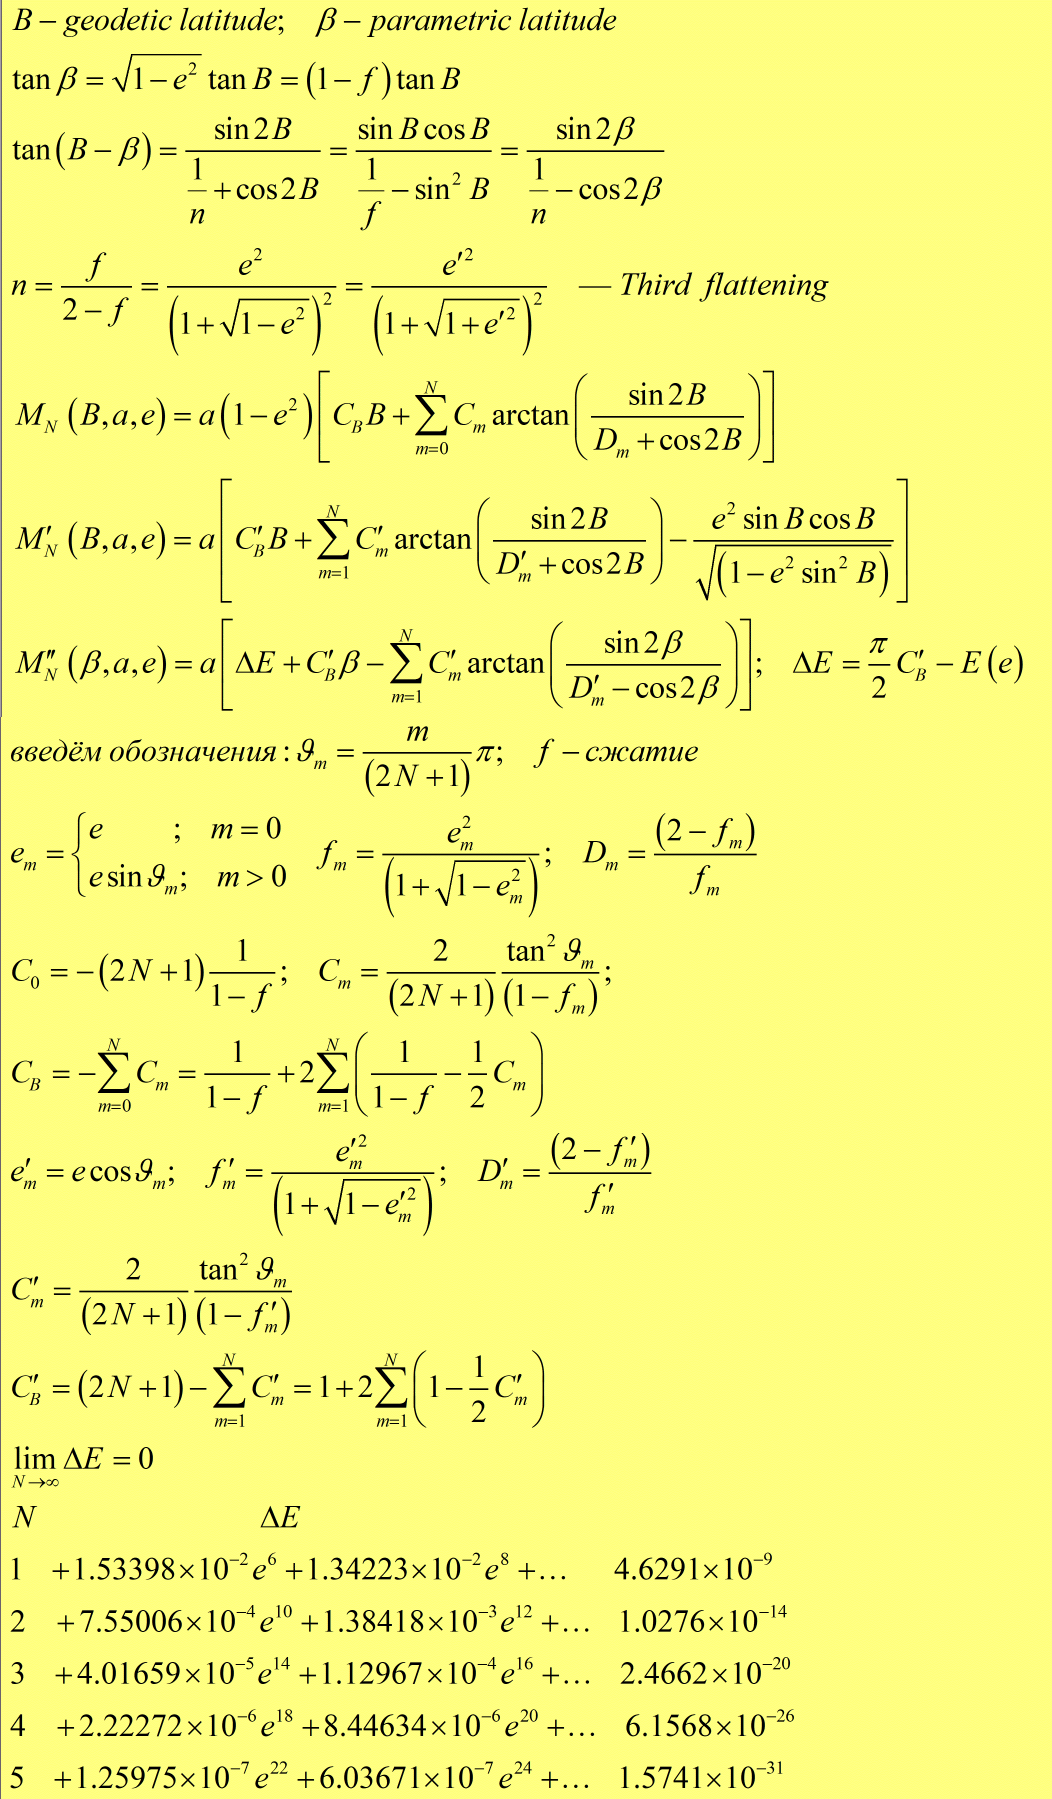 B – geodetic latitude;   β – parametric latitude
tan β = √(1 − e²) tan B = (1 − f) tan B
tan(B − β) = sin 2B / (1/n + cos 2B) = sin B cos B / (1/f − sin² B) = sin 2β / (1/n − cos 2β)
n = f / (2 − f) = e² / (1 + √(1 − e²))² = e′² / (1 + √(1 + e′²))²   — Third flattening
M_N (B, a, e) = a(1 − e²)[C_B B + ∑_{m=0}^{N} C_m arctan(sin 2B / (D_m + cos 2B))]
M′_N (B, a, e) = a[C′_B B + ∑_{m=1}^{N} C′_m arctan(sin 2B / (D′_m + cos 2B)) − e² sin B cos B / √((1 − e² sin² B))]
M″_N (β, a, e) = a[ΔE + C′_B β − ∑_{m=1}^{N} C′_m arctan(sin 2β / (D′_m − cos 2β))];   ΔE = π/2 C′_B − E(e)
введём обозначения : ϑ_m = m / (2N + 1) π;   f – сжатие
e_m = { e ; m = 0
e sin ϑ_m; m > 0   f_m = e_m² / (1 + √(1 − e_m²));   D_m = (2 − f_m) / f_m
C_0 = −(2N + 1) 1 / (1 − f);   C_m = 2 / (2N + 1) tan² ϑ_m / (1 − f_m);
C_B = −∑_{m=0}^{N} C_m = 1 / (1 − f) + 2∑_{m=1}^{N} (1 / (1 − f) − 1/2 C_m)
e′_m = e cos ϑ_m;   f′_m = e′_m² / (1 + √(1 − e′_m²));   D′_m = (2 − f′_m) / f′_m
C′_m = 2 / (2N + 1) tan² ϑ_m / (1 − f′_m)
C′_B = (2N + 1) − ∑_{m=1}^{N} C′_m = 1 + 2∑_{m=1}^{N} (1 − 1/2 C′_m)
lim_{N→∞} ΔE = 0
N   ΔE
1   +1.53398×10⁻² e⁶ +1.34223×10⁻² e⁸ +…   4.6291×10⁻⁹
2   +7.55006×10⁻⁴ e¹⁰ +1.38418×10⁻³ e¹² +…   1.0276×10⁻¹⁴
3   +4.01659×10⁻⁵ e¹⁴ +1.12967×10⁻⁴ e¹⁶ +…   2.4662×10⁻²⁰
4   +2.22272×10⁻⁶ e¹⁸ +8.44634×10⁻⁶ e²⁰ +…   6.1568×10⁻²⁶
5   +1.25975×10⁻⁷ e²² +6.03671×10⁻⁷ e²⁴ +…   1.5741×10⁻³¹